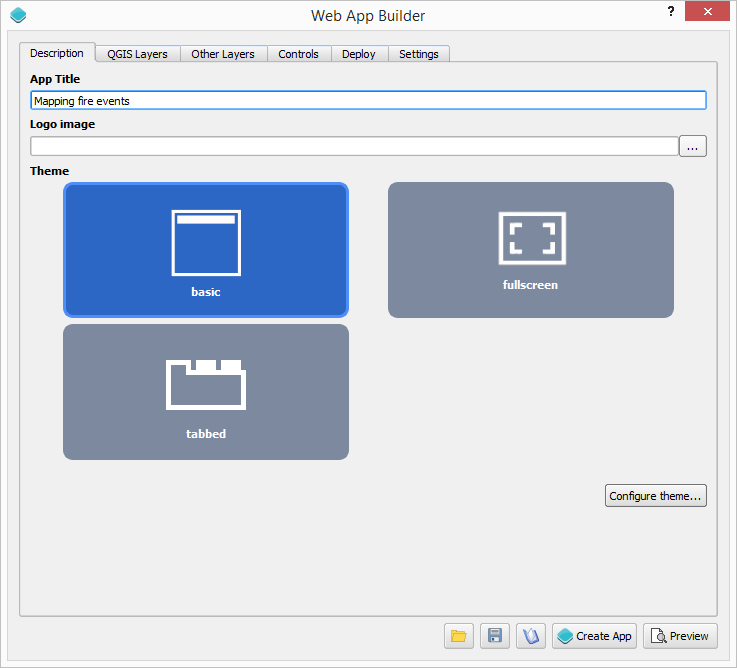 Web App Builder
?
Description QGIS Layers Other Layers Controls Deploy Settings
App Title
Mapping fire events
Logo image
...
Theme
basic
fullscreen
tabbed
Configure theme...
Create App Preview